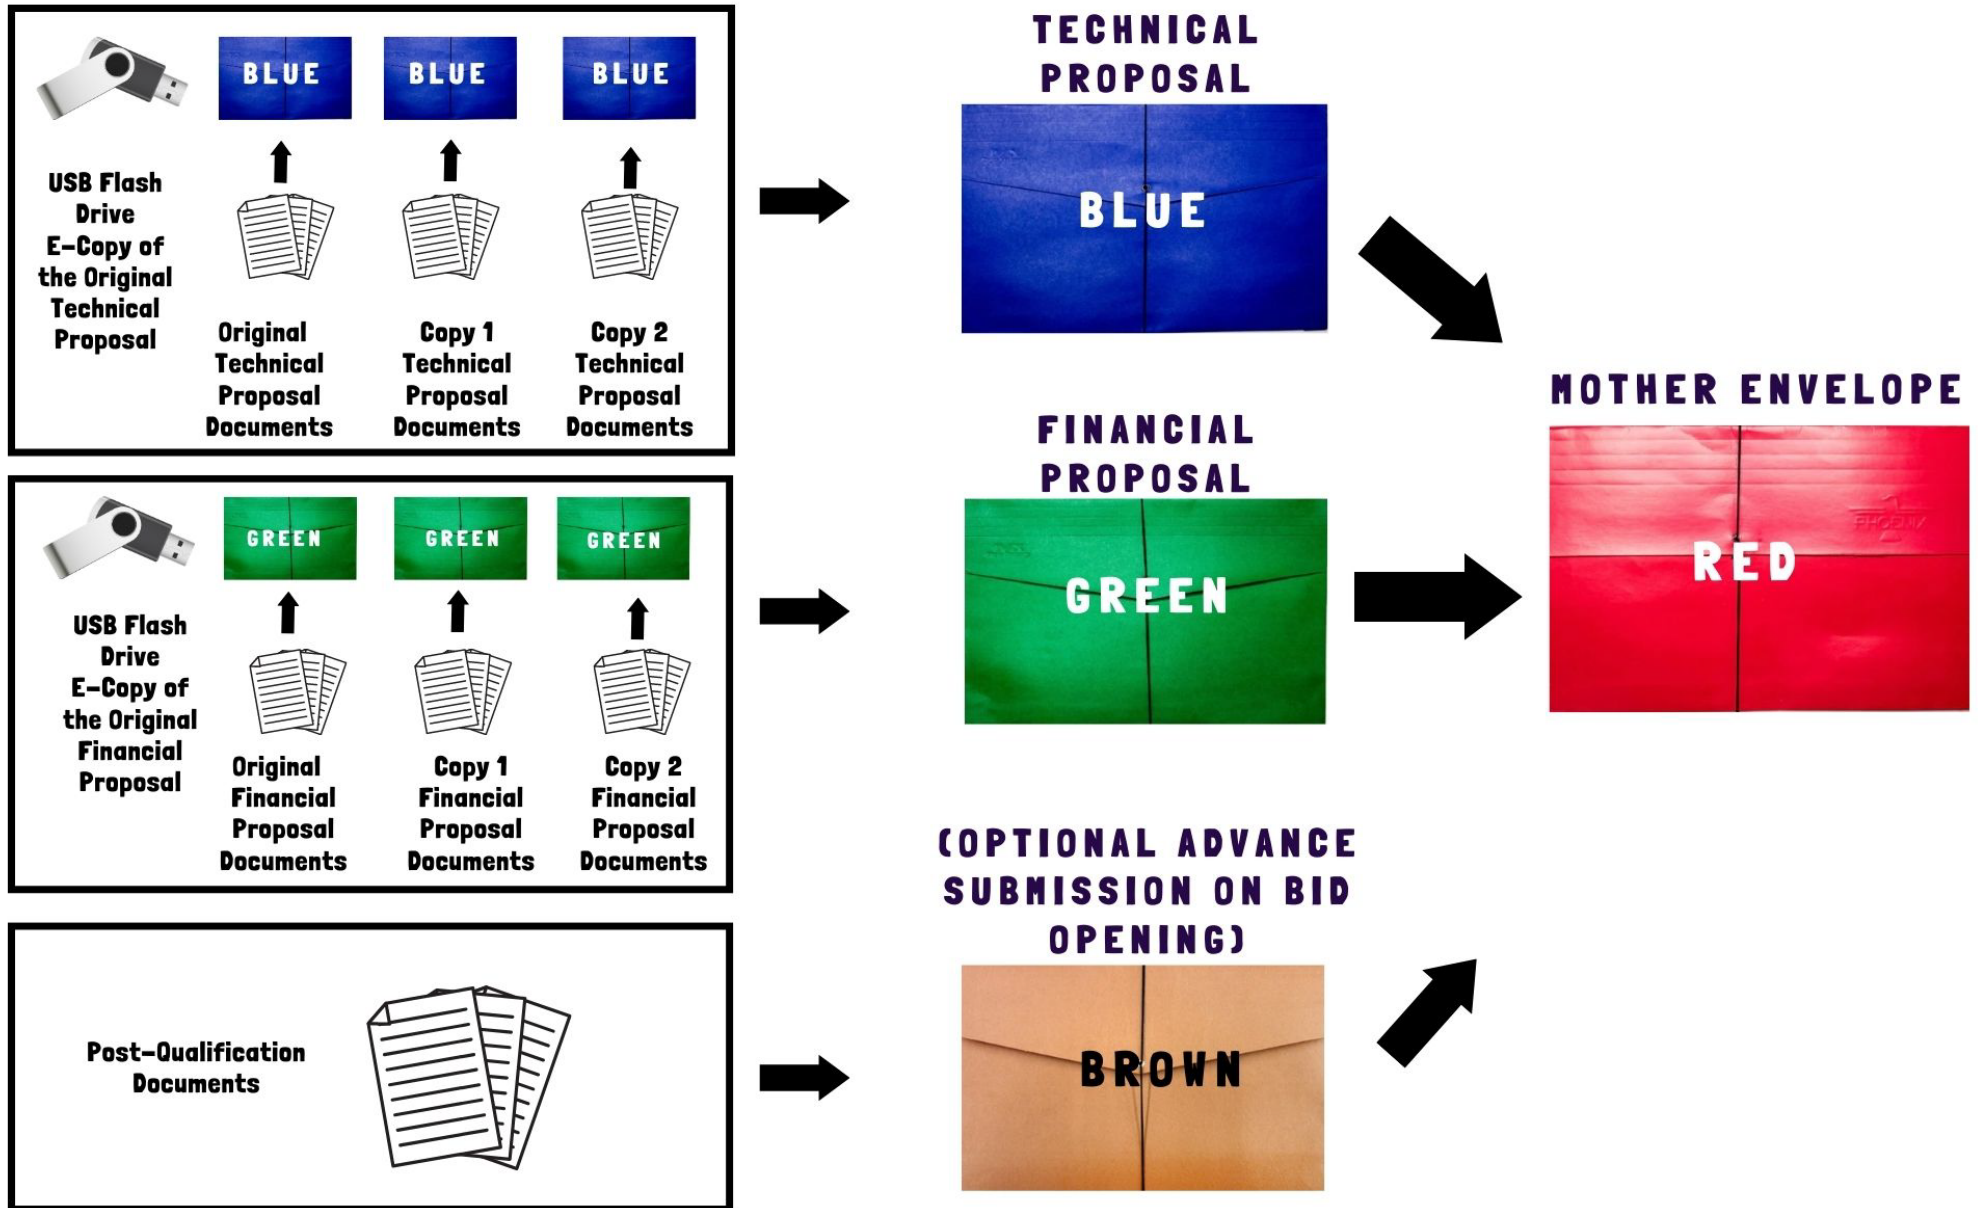 BLUE
BLUE
BLUE
USB Flash
Drive
E-Copy of
the Original
Technical
Proposal
Original
Technical
Proposal
Documents
Copy 1
Technical
Proposal
Documents
Copy 2
Technical
Proposal
Documents
TECHNICAL
PROPOSAL
BLUE
GREEN
GREEN
GREEN
USB Flash
Drive
E-Copy of
the Original
Financial
Proposal
Original
Financial
Proposal
Documents
Copy 1
Financial
Proposal
Documents
Copy 2
Financial
Proposal
Documents
FINANCIAL
PROPOSAL
GREEN
Post-Qualification
Documents
(OPTIONAL ADVANCE
SUBMISSION ON BID
OPENING)
BROWN
MOTHER ENVELOPE
PHOENIX
RED